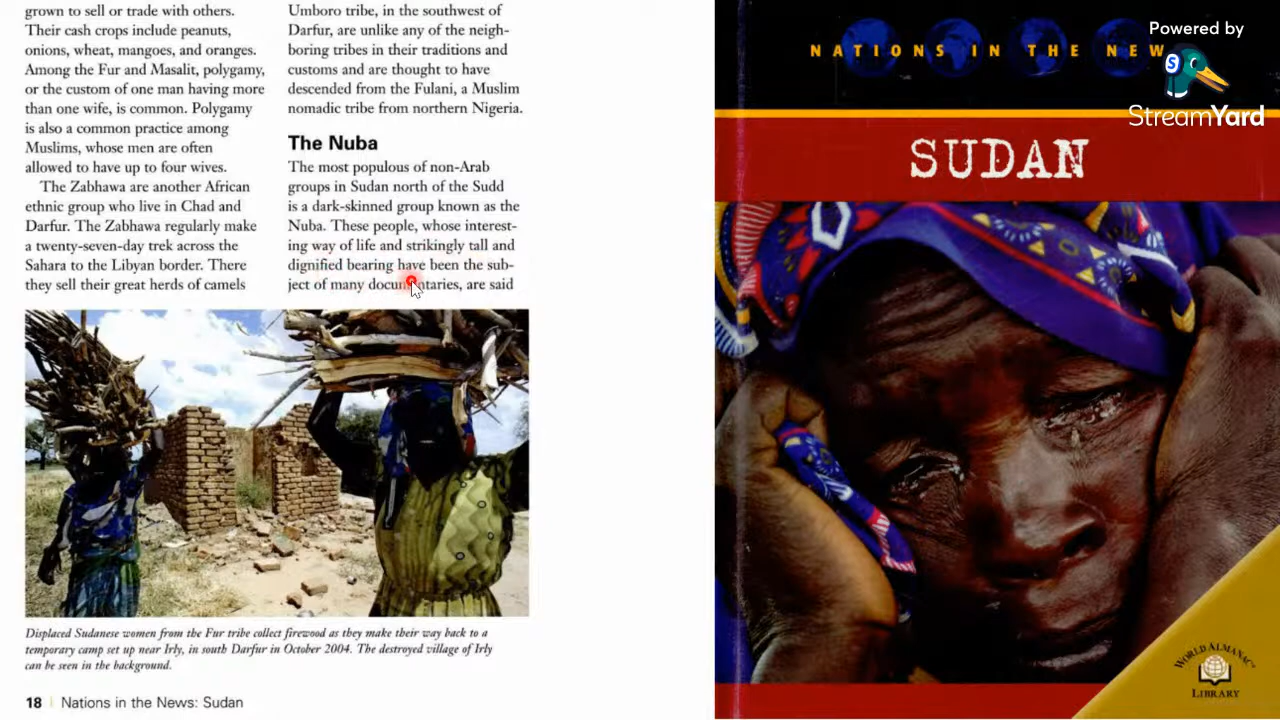 grown to sell or trade with others.
Their cash crops include peanuts,
onions, wheat, mangoes, and oranges.
Among the Fur and Masalit, polygamy,
or the custom of one man having more
than one wife, is common. Polygamy
is also a common practice among
Muslims, whose men are often
allowed to have up to four wives.
The Zabhawa are another African
ethnic group who live in Chad and
Darfur. The Zabhawa regularly make
a twenty-seven-day trek across the
Sahara to the Libyan border. There
they sell their great herds of camels
Umboro tribe, in the southwest of
Darfur, are unlike any of the neigh-
boring tribes in their traditions and
customs and are thought to have
descended from the Fulani, a Muslim
nomadic tribe from northern Nigeria.
The Nuba
The most populous of non-Arab
groups in Sudan north of the Sudd
is a dark-skinned group known as the
Nuba. These people, whose interest-
ing way of life and strikingly tall and
dignified bearing have been the sub-
ject of many documentaries, are said
Displaced Sudanese women from the Fur tribe collect firewood as they make their way back to a
temporary camp set up near Irly, in south Darfur in October 2004. The destroyed village of Irly
can be seen in the background.
18 | Nations in the News: Sudan
NATIONS IN THE NEW
SUDAN
WORLD ALMANAC
LIBRARY
Powered by
S
StreamYard